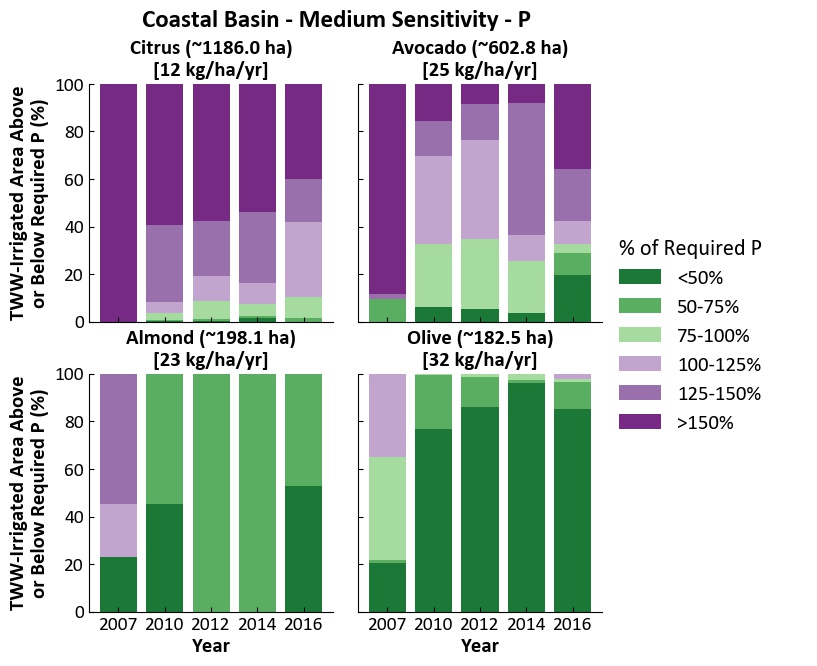 Coastal Basin - Medium Sensitivity - P
Citrus (~1186.0 ha)
[12 kg/ha/yr]
Avocado (~602.8 ha)
[25 kg/ha/yr]
TWW-Irrigated Area Above
or Below Required P (%)
100
80
60
40
20
0
Almond (~198.1 ha)
[23 kg/ha/yr]
Olive (~182.5 ha)
[32 kg/ha/yr]
TWW-Irrigated Area Above
or Below Required P (%)
100
80
60
40
20
0
2007 2010 2012 2014 2016
Year
2007 2010 2012 2014 2016
Year
% of Required P
<50%
50-75%
75-100%
100-125%
125-150%
>150%